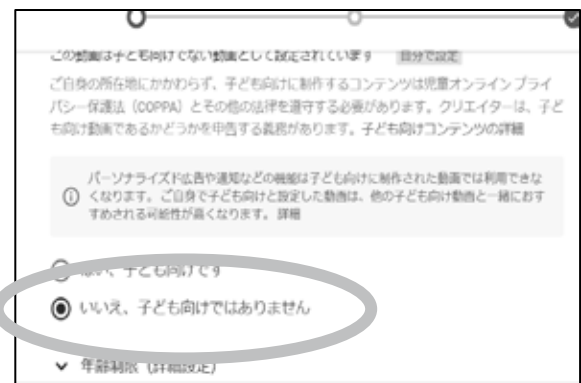 この動画は子ども向けでない動画として設定されています 自分で設定
ご自身の所在地にかかわらず、子ども向けに制作するコンテンツは児童オンライン プライ
バシー保護法（COPPA）とその他の法律を遵守する必要があります。クリエイターは、子ど
も向け動画であるかどうかを申告する義務があります。子ども向けコンテンツの詳細
パーソナライズド広告や通知などの機能は子ども向けに制作された動画では利用できな
くなります。ご自身で子ども向けと設定した動画は、他の子ども向け動画と一緒におす
すめされる可能性が高くなります。詳細
はい、子ども向けです
いいえ、子ども向けではありません
年齢制限（詳細設定）